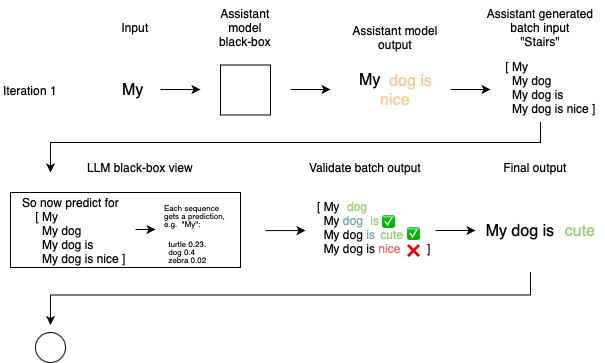 Input
Assistant
model
black-box
Assistant model
output
Assistant generated
batch input
"Stairs"
Iteration 1
My
My dog is
nice
[ My
My dog
My dog is
My dog is nice ]
LLM black-box view
Validate batch output
Final output
So now predict for
[ My
My dog
My dog is
My dog is nice ]
Each sequence
gets a prediction,
e.g. "My":
turtle 0.23.
dog 0.4
zebra 0.02
[ My dog
My dog is ✅
My dog is cute ✅
My dog is nice ❌ ]
My dog is cute